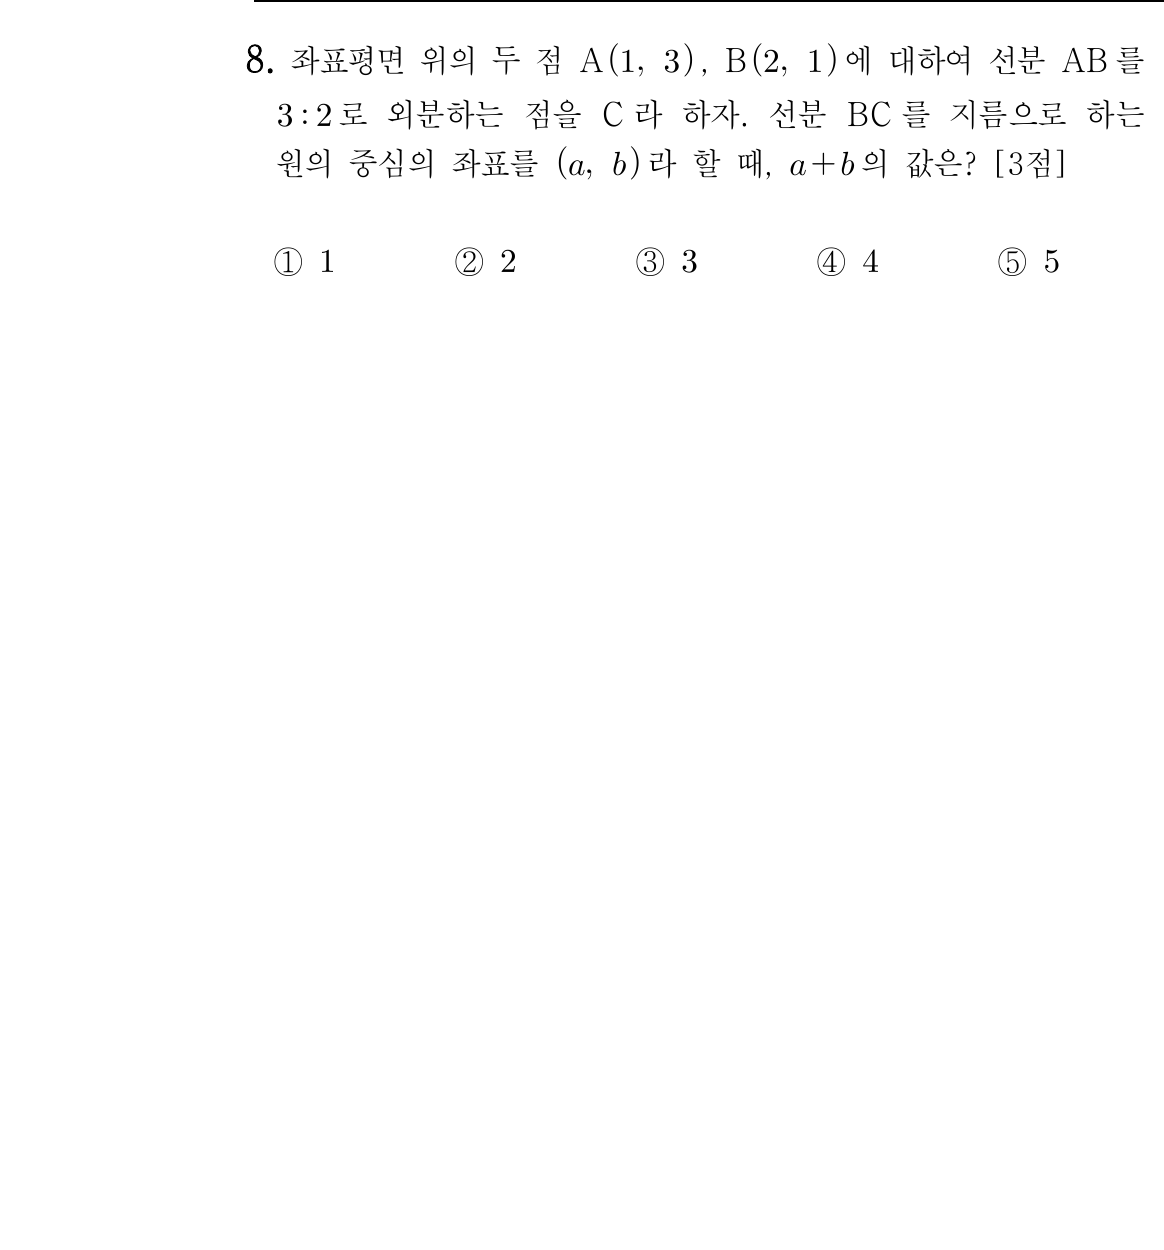 8. 좌표평면 위의 두 점 A(1, 3), B(2, 1)에 대하여 선분 AB를
3:2로 외분하는 점을 C라 하자. 선분 BC를 지름으로 하는
원의 중심의 좌표를 (a, b)라 할 때, a+b의 값은? [3점]
① 1 ② 2 ③ 3 ④ 4 ⑤ 5